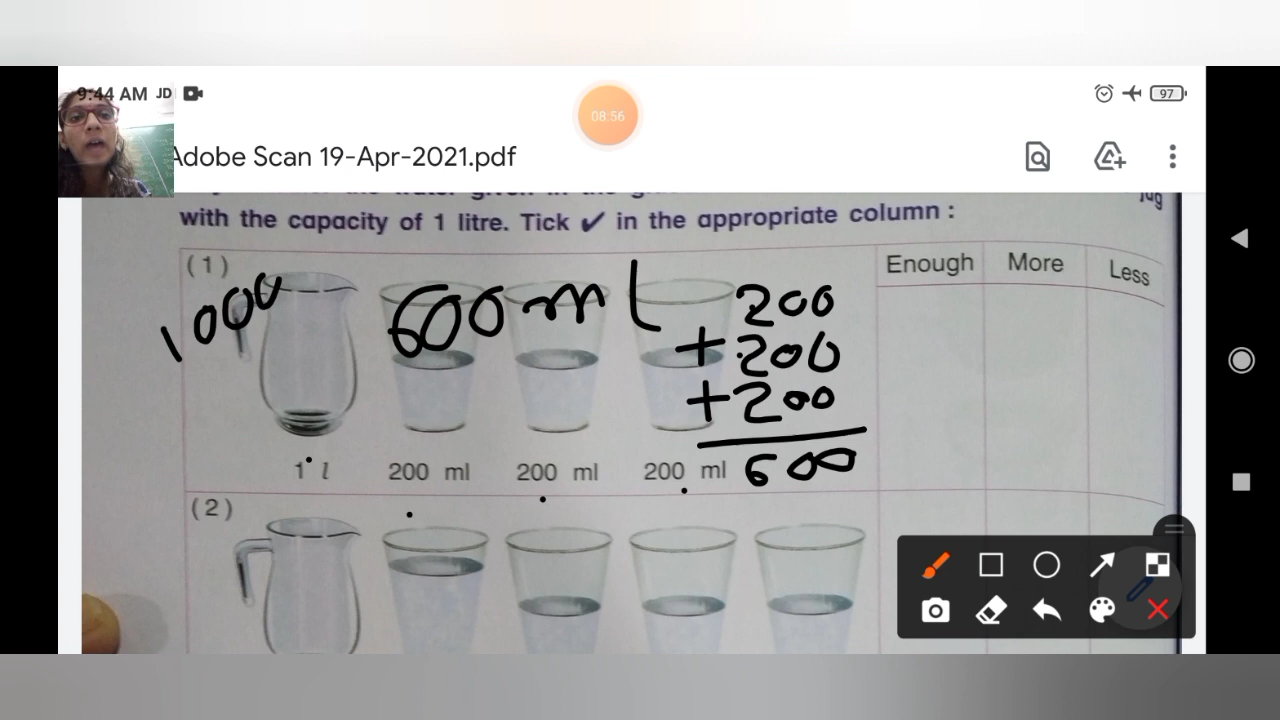 9:44 AM JD
97
08:56
Adobe Scan 19-Apr-2021.pdf
jug
with the capacity of 1 litre. Tick ✓ in the appropriate column :
(1)
Enough More Less
1000
600 ml
200
+200
+200
600
1 l 200 ml 200 ml 200 ml
(2)